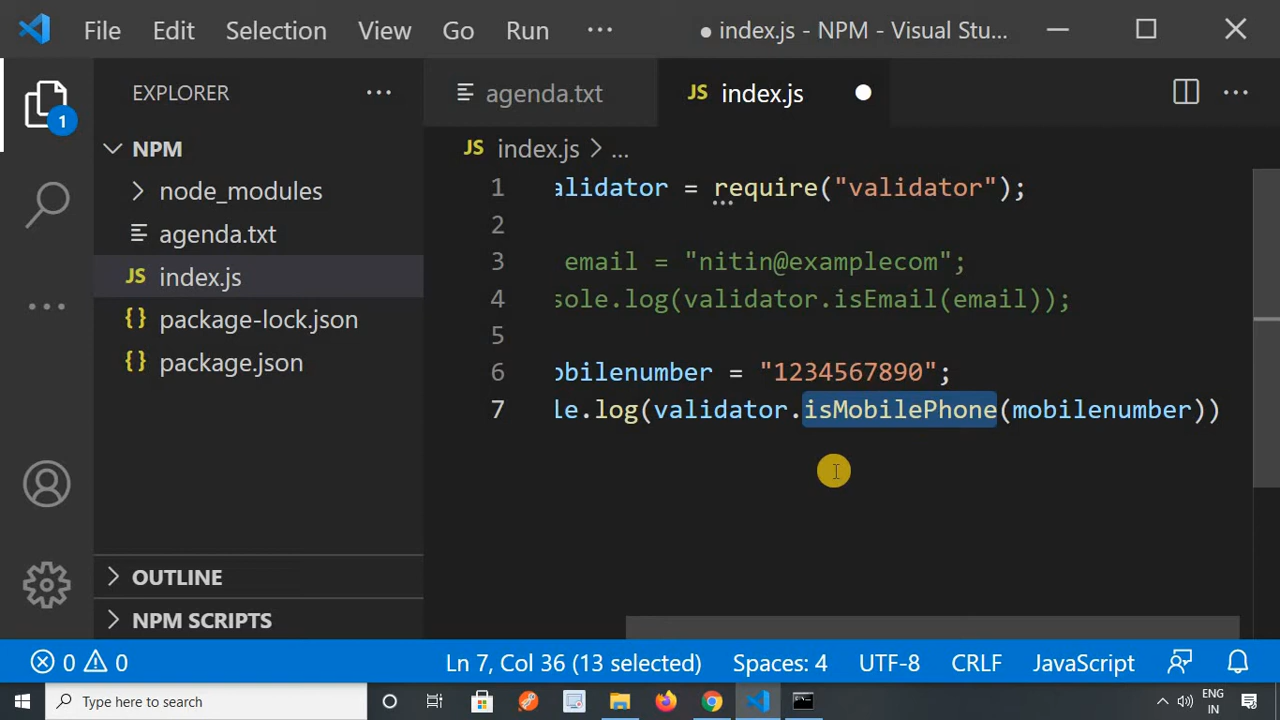 File Edit Selection View Go Run ··· ● index.js - NPM - Visual Stu...
EXPLORER ···
1
NPM
node_modules
agenda.txt
JS index.js
{} package-lock.json
{} package.json
OUTLINE
NPM SCRIPTS
agenda.txt JS index.js ● ···
JS index.js > ...
1 alidator = require("validator");
2
3 email = "nitin@examplecom";
4 sole.log(validator.isEmail(email));
5
6 obilenumber = "1234567890";
7 le.log(validator.isMobilePhone(mobilenumber))
0 0 Ln 7, Col 36 (13 selected) Spaces: 4 UTF-8 CRLF JavaScript
Type here to search ENG
IN